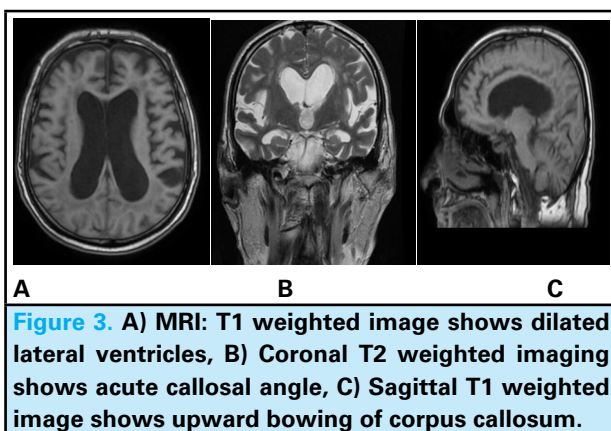 A B C
Figure 3. A) MRI: T1 weighted image shows dilated
lateral ventricles, B) Coronal T2 weighted imaging
shows acute callosal angle, C) Sagittal T1 weighted
image shows upward bowing of corpus callosum.